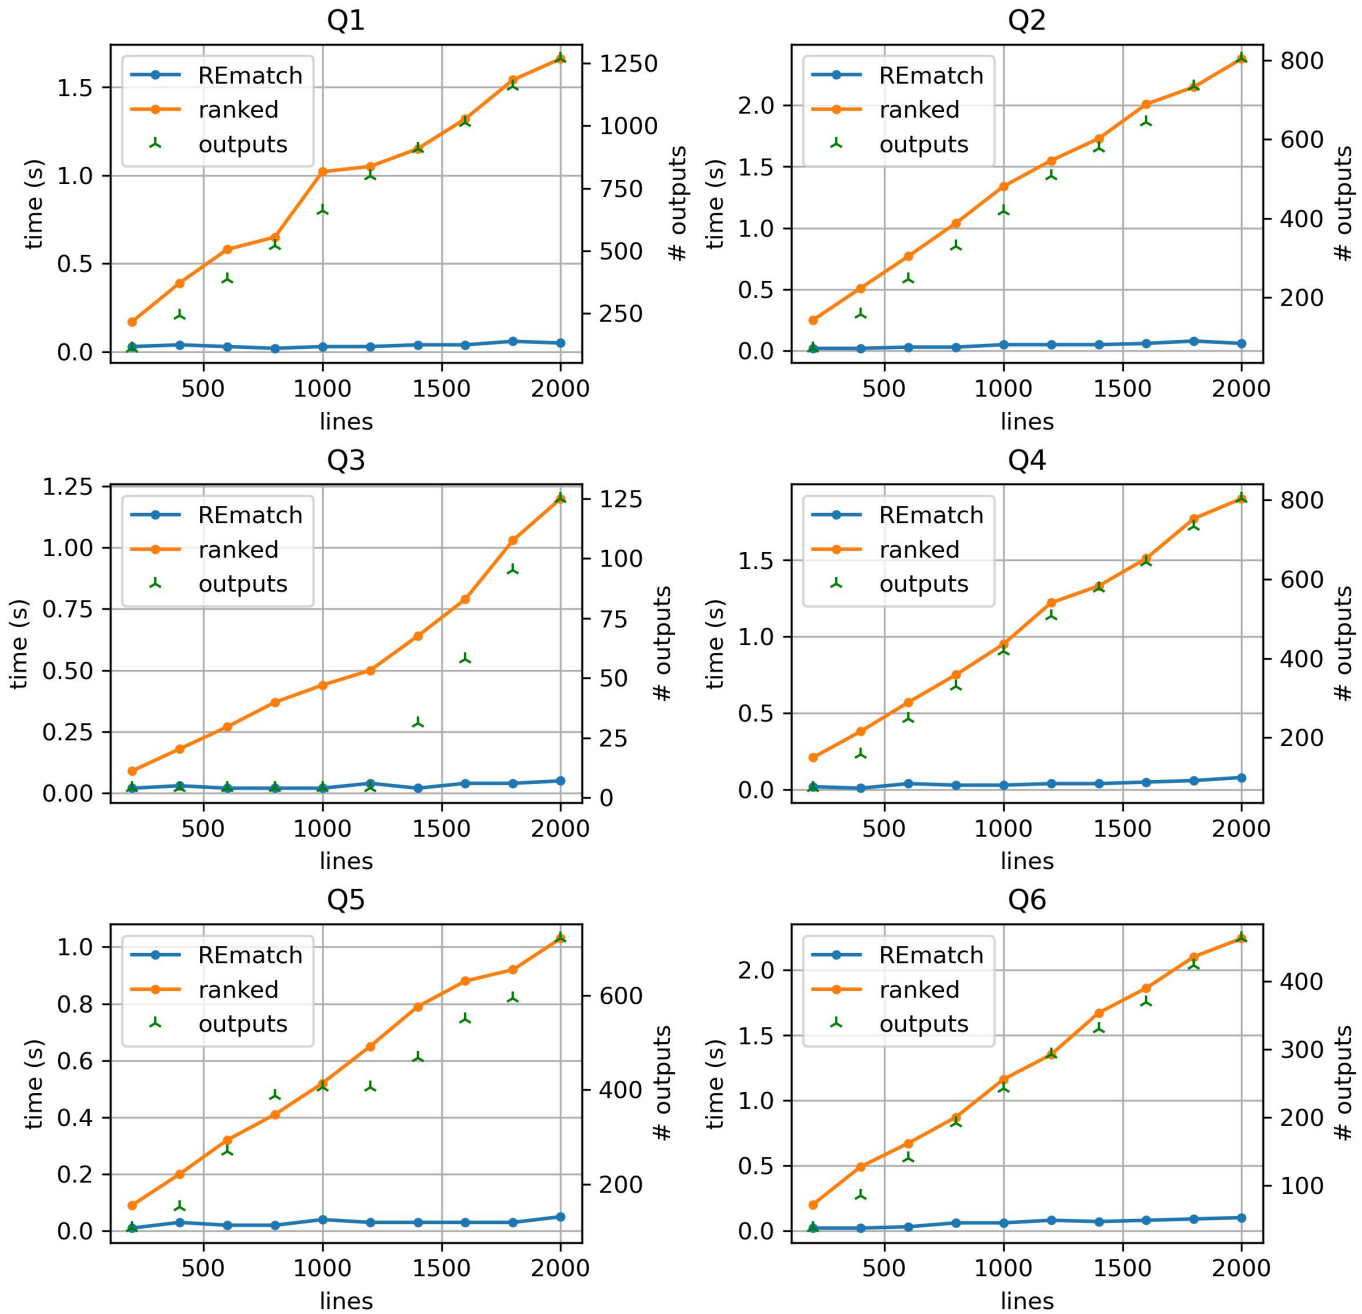 Q1
REmatch
ranked
outputs
time (s)
0.0
0.5
1.0
1.5
# outputs
250
500
750
1000
1250
500
1000
1500
2000
lines
Q2
REmatch
ranked
outputs
time (s)
0.0
0.5
1.0
1.5
2.0
# outputs
200
400
600
800
500
1000
1500
2000
lines
Q3
REmatch
ranked
outputs
time (s)
0.00
0.25
0.50
0.75
1.00
1.25
# outputs
0
25
50
75
100
125
500
1000
1500
2000
lines
Q4
REmatch
ranked
outputs
time (s)
0.0
0.5
1.0
1.5
# outputs
200
400
600
800
500
1000
1500
2000
lines
Q5
REmatch
ranked
outputs
time (s)
0.0
0.2
0.4
0.6
0.8
1.0
# outputs
200
400
600
500
1000
1500
2000
lines
Q6
REmatch
ranked
outputs
time (s)
0.0
0.5
1.0
1.5
2.0
# outputs
100
200
300
400
500
1000
1500
2000
lines